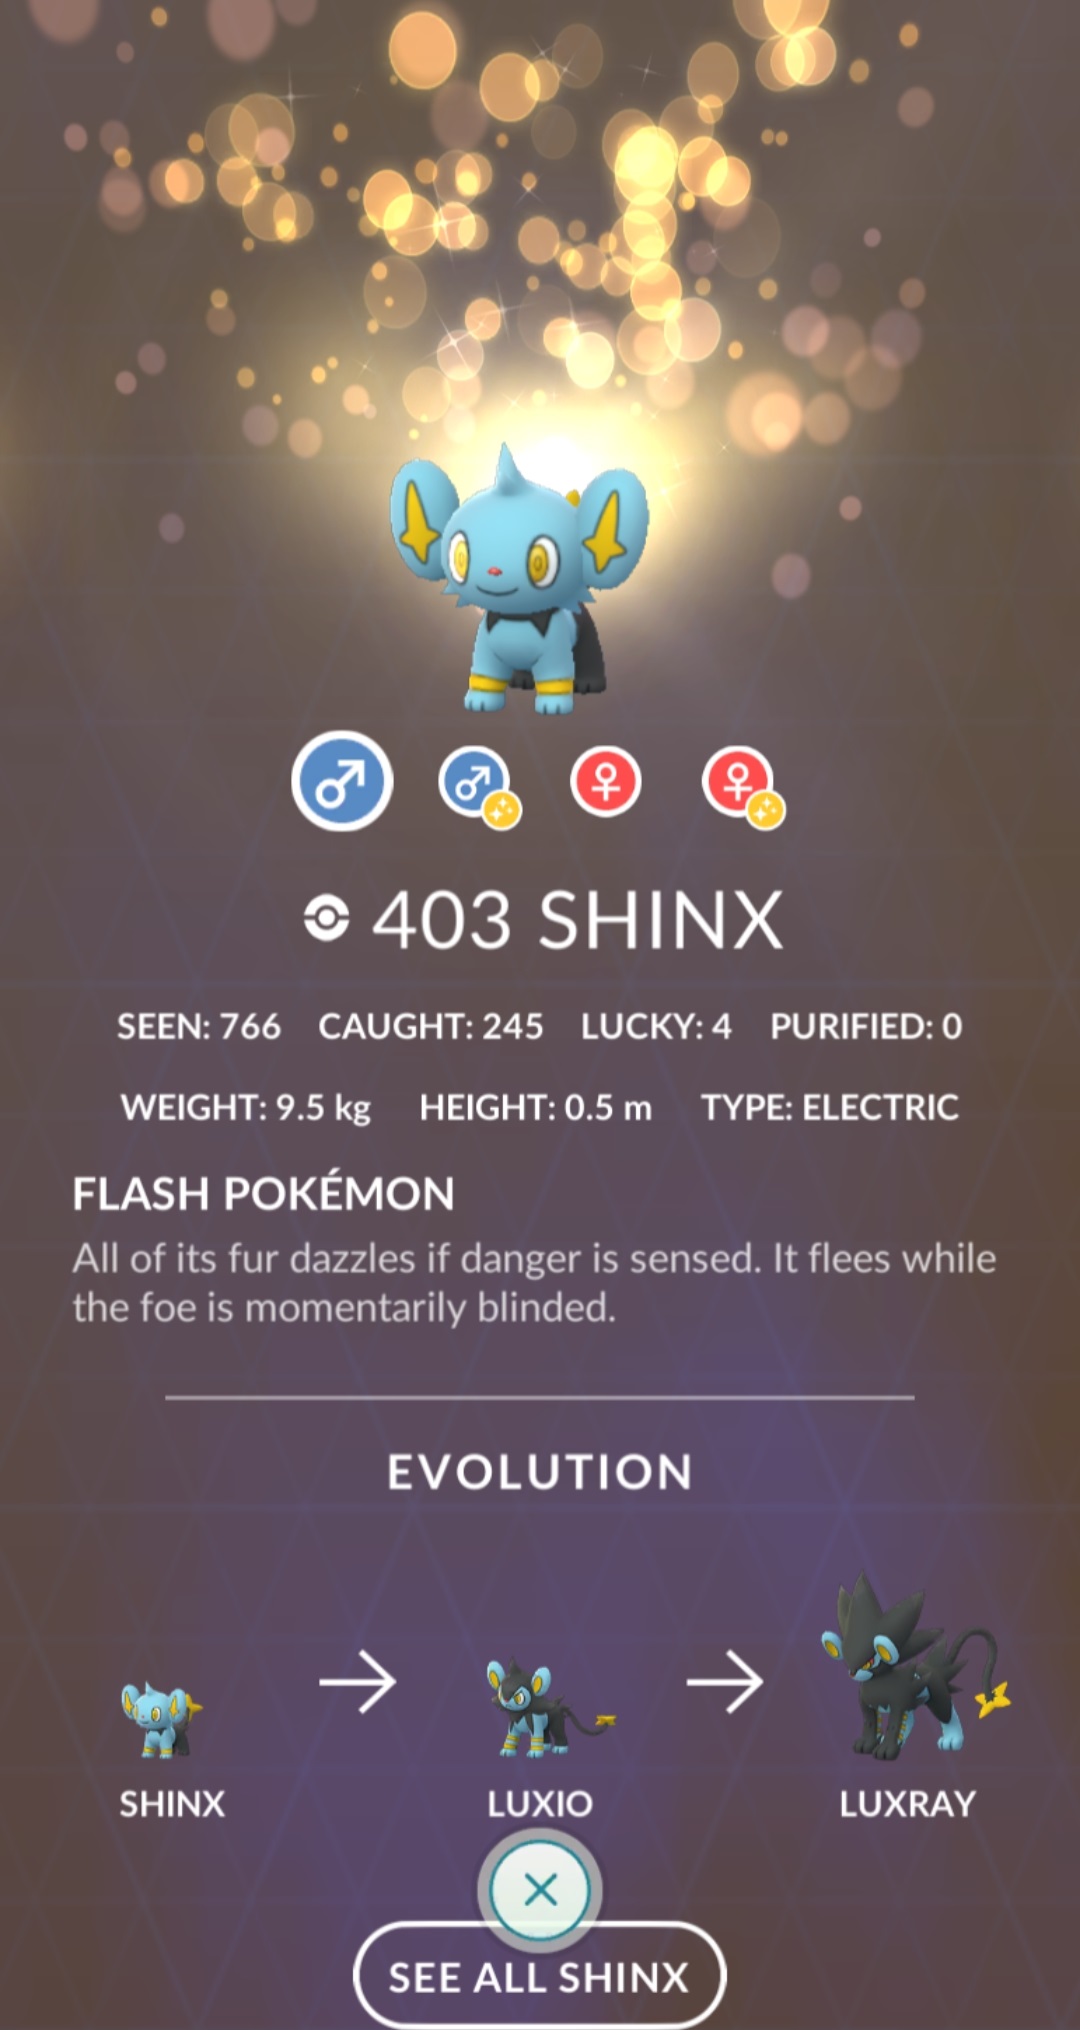 403 SHINX
SEEN: 766 CAUGHT: 245 LUCKY: 4 PURIFIED: 0
WEIGHT: 9.5 kg HEIGHT: 0.5 m TYPE: ELECTRIC
FLASH POKÉMON
All of its fur dazzles if danger is sensed. It flees while
the foe is momentarily blinded.
EVOLUTION
SHINX LUXIO LUXRAY
SEE ALL SHINX